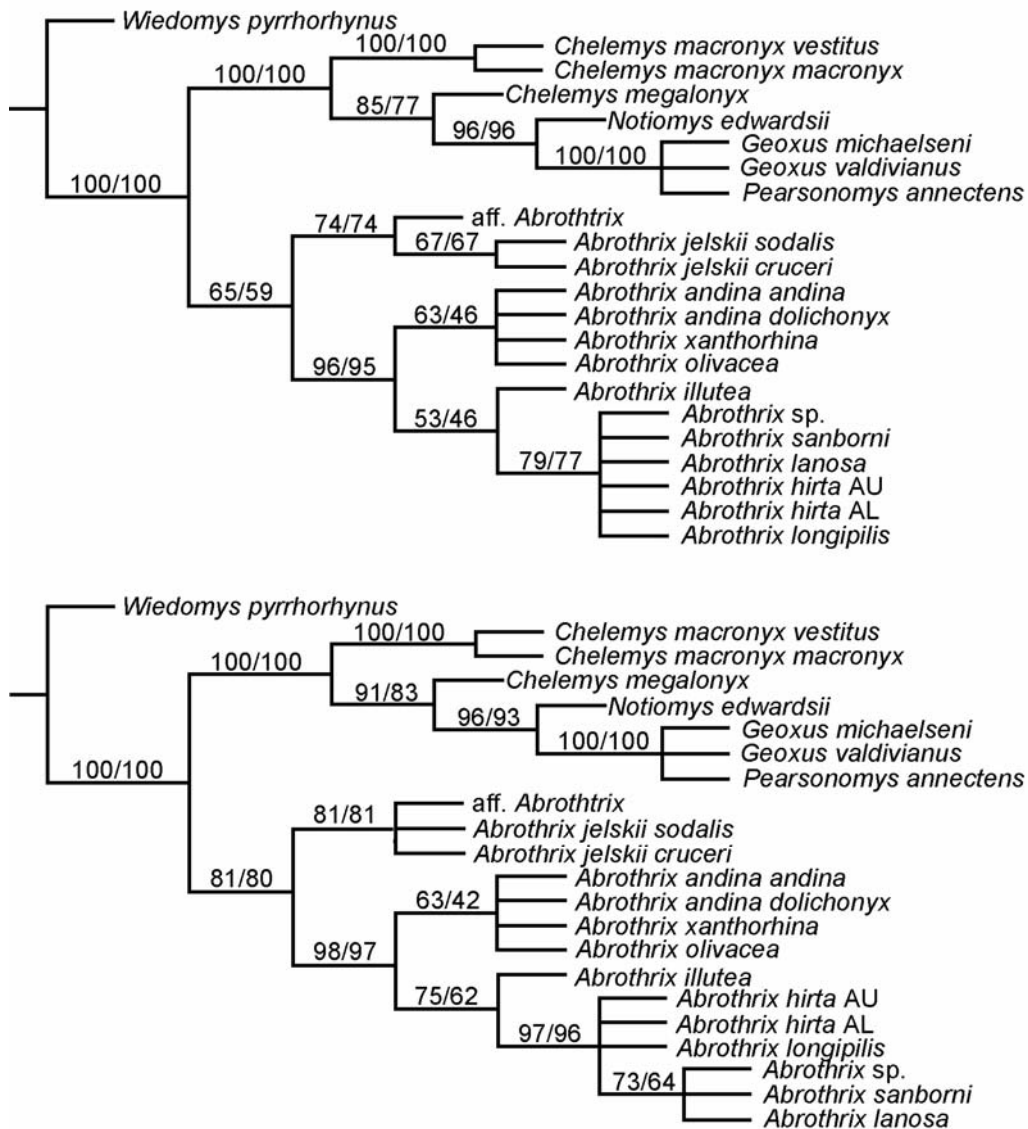 Wiedomys pyrrhorhynus
100/100
Chelemys macronyx vestitus
100/100
Chelemys macronyx macronyx
85/77
Chelemys megalonyx
96/96
Notiomys edwardsii
100/100
Geoxus michaelseni
Geoxus valdivianus
100/100
Pearsonomys annectens
74/74
aff. Abrothtrix
67/67
Abrothrix jelskii sodalis
Abrothrix jelskii cruceri
65/59
Abrothrix andina andina
63/46
Abrothrix andina dolichonyx
Abrothrix xanthorhina
96/95
Abrothrix olivacea
Abrothrix illutea
53/46
Abrothrix sp.
Abrothrix sanborni
79/77
Abrothrix lanosa
Abrothrix hirta AU
Abrothrix hirta AL
Abrothrix longipilis
Wiedomys pyrrhorhynus
100/100
Chelemys macronyx vestitus
100/100
Chelemys macronyx macronyx
91/83
Chelemys megalonyx
96/93
Notiomys edwardsii
100/100
Geoxus michaelseni
Geoxus valdivianus
100/100
Pearsonomys annectens
81/81
aff. Abrothtrix
Abrothrix jelskii sodalis
Abrothrix jelskii cruceri
81/80
Abrothrix andina andina
63/42
Abrothrix andina dolichonyx
Abrothrix xanthorhina
98/97
Abrothrix olivacea
Abrothrix illutea
75/62
Abrothrix hirta AU
Abrothrix hirta AL
97/96
Abrothrix longipilis
Abrothrix sp.
73/64
Abrothrix sanborni
Abrothrix lanosa